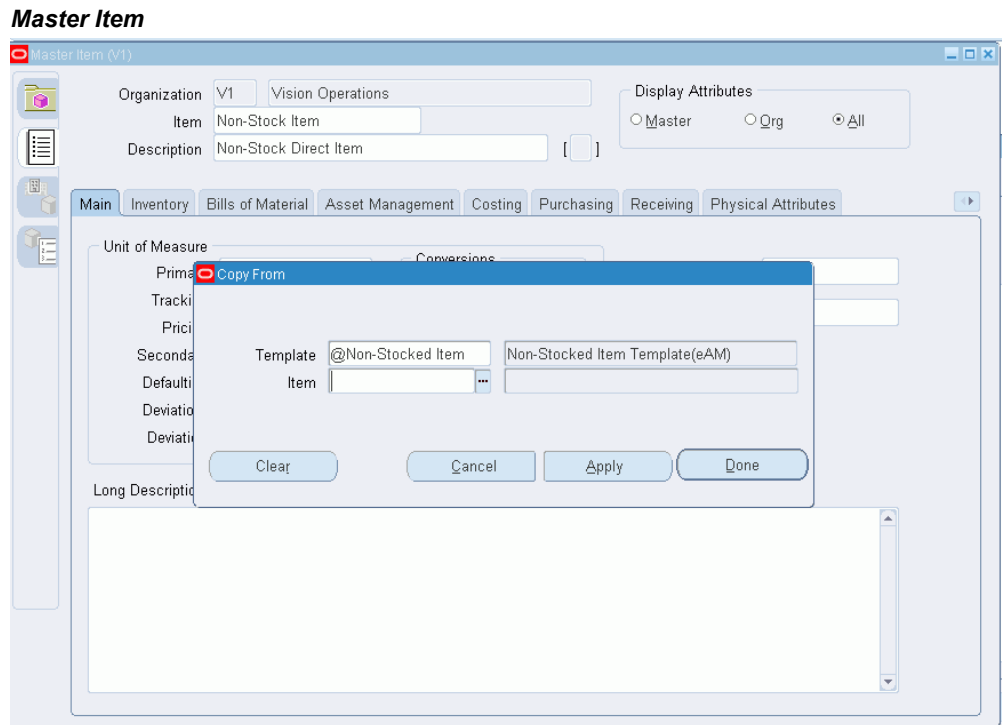 Master Item
Master Item (V1)
Organization V1 Vision Operations
Display Attributes
Item Non-Stock Item
Master Org All
Description Non-Stock Direct Item [ ]
Main Inventory Bills of Material Asset Management Costing Purchasing Receiving Physical Attributes
Unit of Measure
Conversions
Prima
Copy From
Tracki
Prici
Seconda
Template @Non-Stocked Item Non-Stocked Item Template(eAM)
Defaulti
Item ...
Deviatio
Deviati
Clear Cancel Apply Done
Long Descriptio